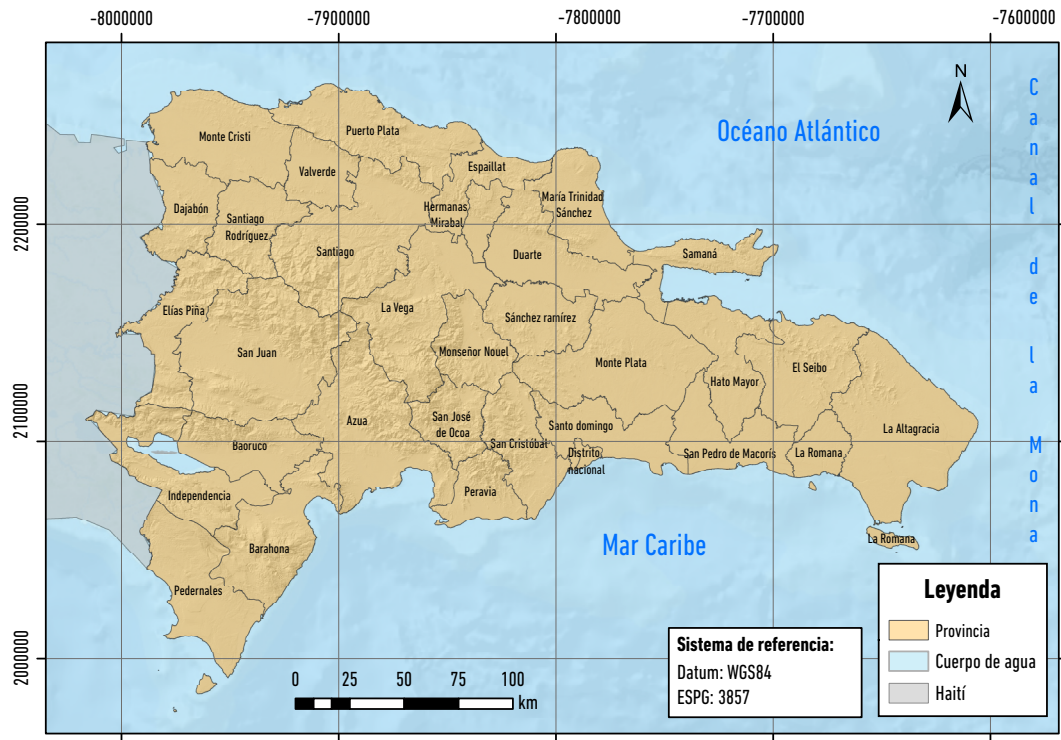 -8000000
-7900000
-7800000
-7700000
-7600000
N
Canal de la Mona
Océano Atlántico
Monte Cristi
Puerto Plata
Valverde
Espaillat
Dajabón
Santiago
Rodríguez
Hermanas
Mirabal
María Trinidad
Sánchez
2200000
Santiago
Duarte
Samaná
Elías Piña
La Vega
Sánchez ramírez
San Juan
Monseñor Nouel
Monte Plata
El Seibo
Hato Mayor
2100000
Azua
San José
de Ocoa
Santo domingo
La Altagracia
Baoruco
San Cristóbal
Distrito
nacional
San Pedro de Macorís
La Romana
Independencia
Peravia
Barahona
Mar Caribe
La Romana
Pedernales
2000000
Leyenda
Provincia
Cuerpo de agua
Haití
Sistema de referencia:
Datum: WGS84
ESPG: 3857
0 25 50 75 100
km